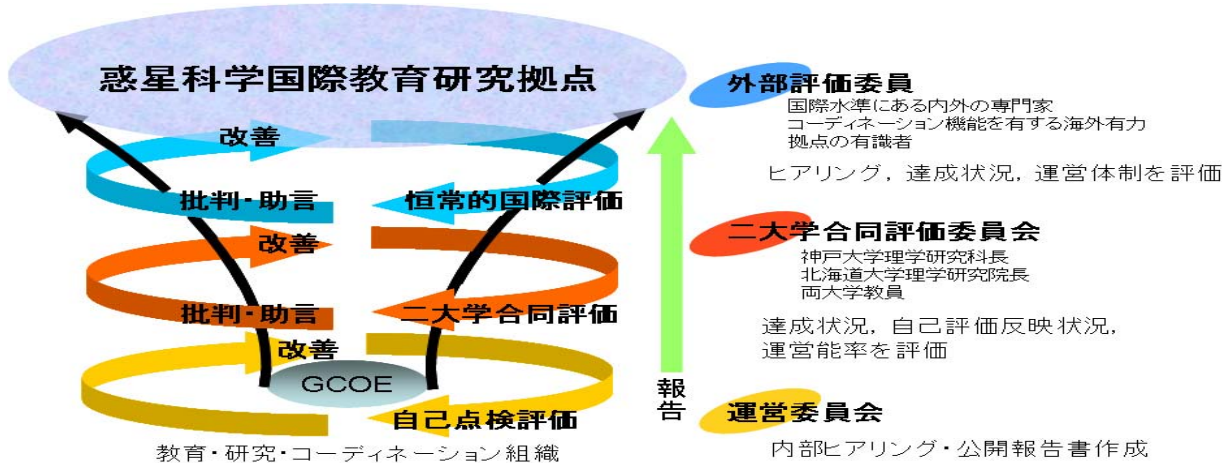 惑星科学国際教育研究拠点
改善
批判・助言
恒常的国際評価
改善
批判・助言
二大学合同評価
改善
GCOE
自己点検評価
教育・研究・コーディネーション組織
報告
外部評価委員
国際水準にある内外の専門家
コーディネーション機能を有する海外有力
拠点の有識者
ヒアリング, 達成状況, 運営体制を評価
二大学合同評価委員会
神戸大学理学研究科長
北海道大学理学研究院長
両大学教員
達成状況, 自己評価反映状況,
運営能率を評価
運営委員会
内部ヒアリング・公開報告書作成